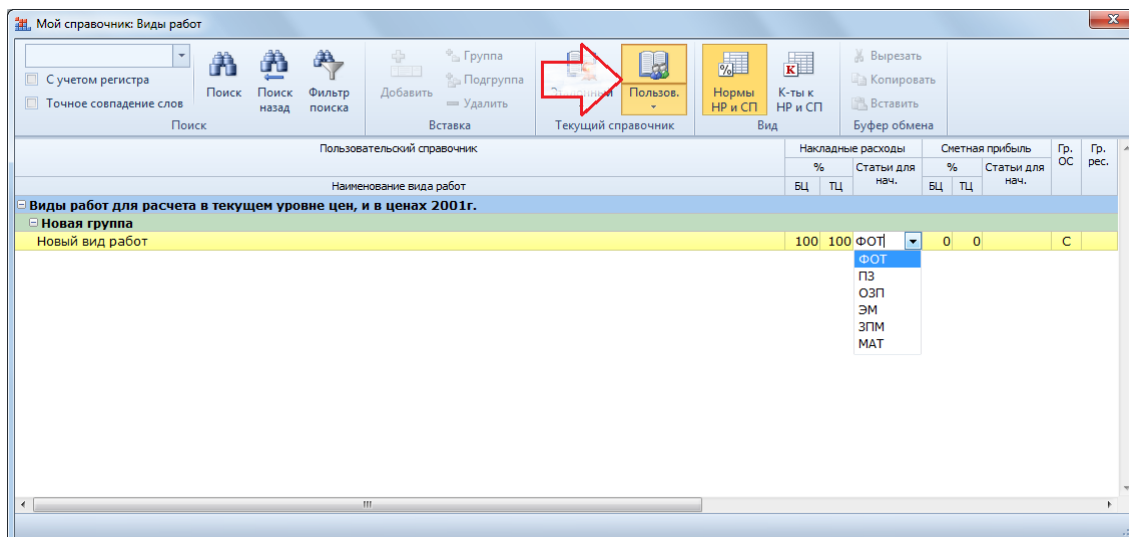 Мой справочник: Виды работ
С учетом регистра
Точное совпадение слов
Поиск
Поиск назад
Фильтр поиска
Поиск
Добавить
Группа
Подгруппа
Удалить
Вставка
Пользов.
Текущий справочник
Нормы НР и СП
К-ты к НР и СП
Вид
Вырезать
Копировать
Вставить
Буфер обмена
Пользовательский справочник
Накладные расходы
Сметная прибыль
Гр. ОС
Гр. рес.
%
Статьи для нач.
%
Статьи для нач.
Наименование вида работ
БЦ ТЦ
БЦ ТЦ
Виды работ для расчета в текущем уровне цен, и в ценах 2001г.
Новая группа
Новый вид работ 100 100 ФОТ 0 0 С
ФОТ
ПЗ
ОЗП
ЭМ
ЗПМ
МАТ